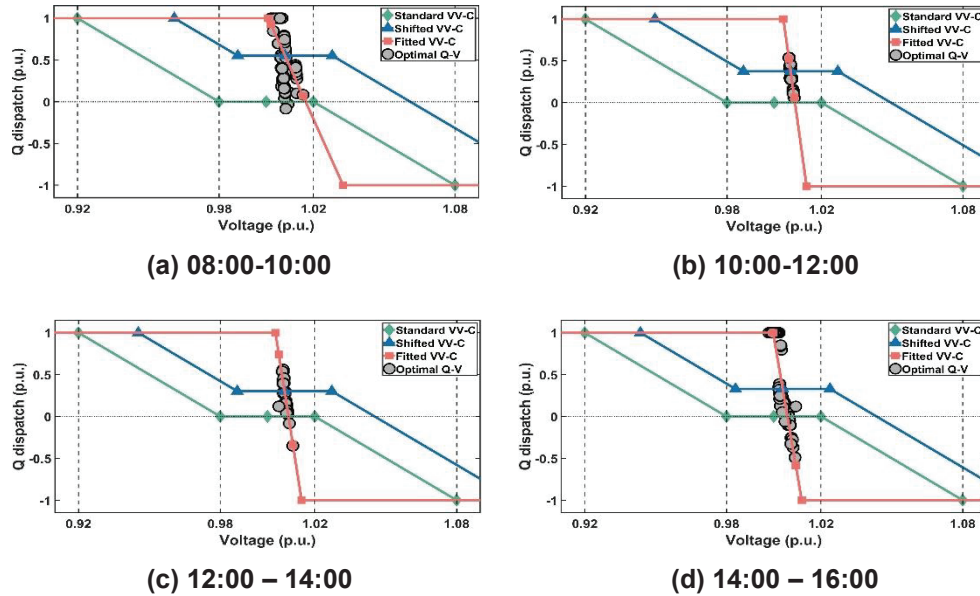 Standard VV-C
Shifted VV-C
Fitted VV-C
Optimal Q-V
1
0.5
0
-0.5
-1
Q dispatch (p.u.)
0.92
0.98
1.02
1.08
Voltage (p.u.)
(a) 08:00-10:00
Standard VV-C
Shifted VV-C
Fitted VV-C
Optimal Q-V
1
0.5
0
-0.5
-1
Q dispatch (p.u.)
0.92
0.98
1.02
1.08
Voltage (p.u.)
(b) 10:00-12:00
Standard VV-C
Shifted VV-C
Fitted VV-C
Optimal Q-V
1
0.5
0
-0.5
-1
Q dispatch (p.u.)
0.92
0.98
1.02
1.08
Voltage (p.u.)
(c) 12:00 – 14:00
Standard VV-C
Shifted VV-C
Fitted VV-C
Optimal Q-V
1
0.5
0
-0.5
-1
Q dispatch (p.u.)
0.92
0.98
1.02
1.08
Voltage (p.u.)
(d) 14:00 – 16:00